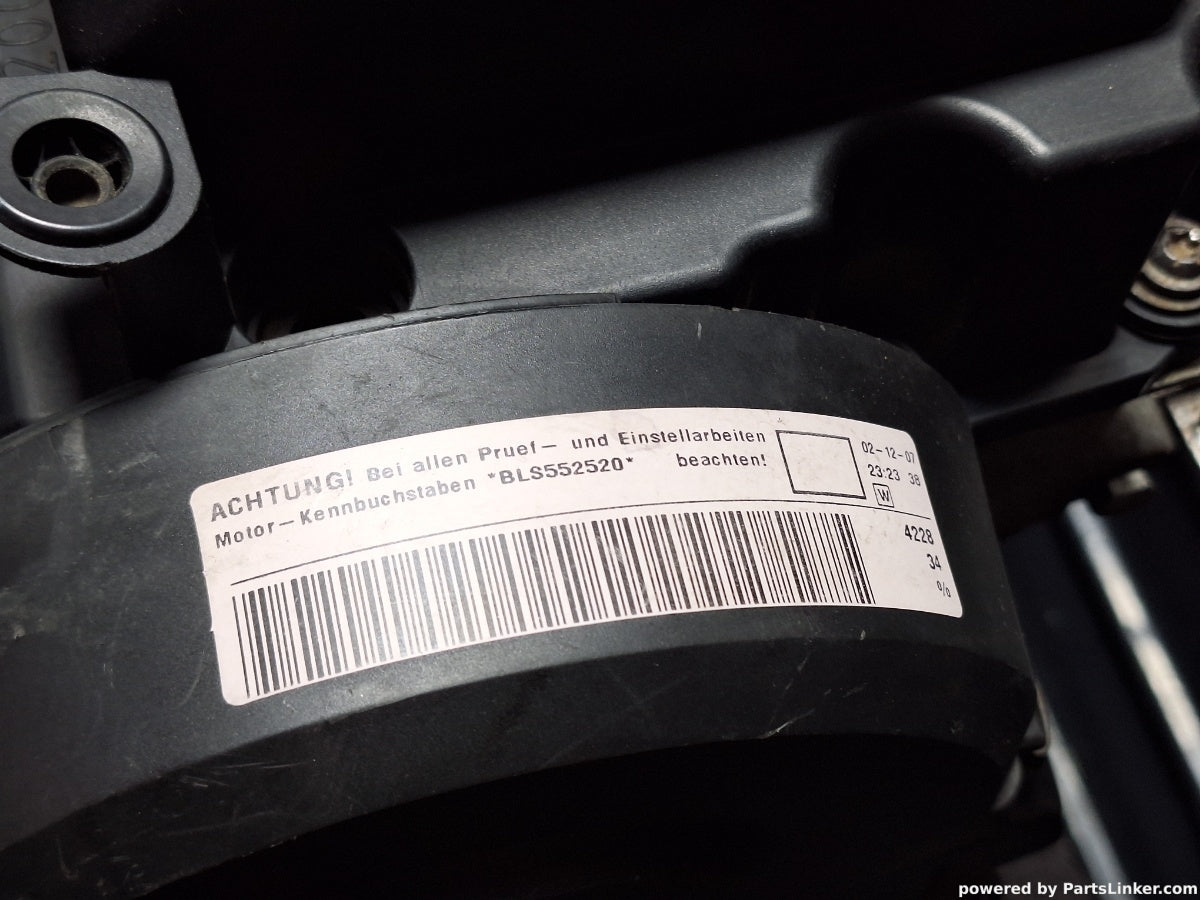 ACHTUNG! Bei allen Pruef- und Einstellarbeiten
Motor-Kennbuchstaben *BLS552520* beachten!
02-12-07
23:23 38
W
4228
34
%
powered by PartsLinker.com